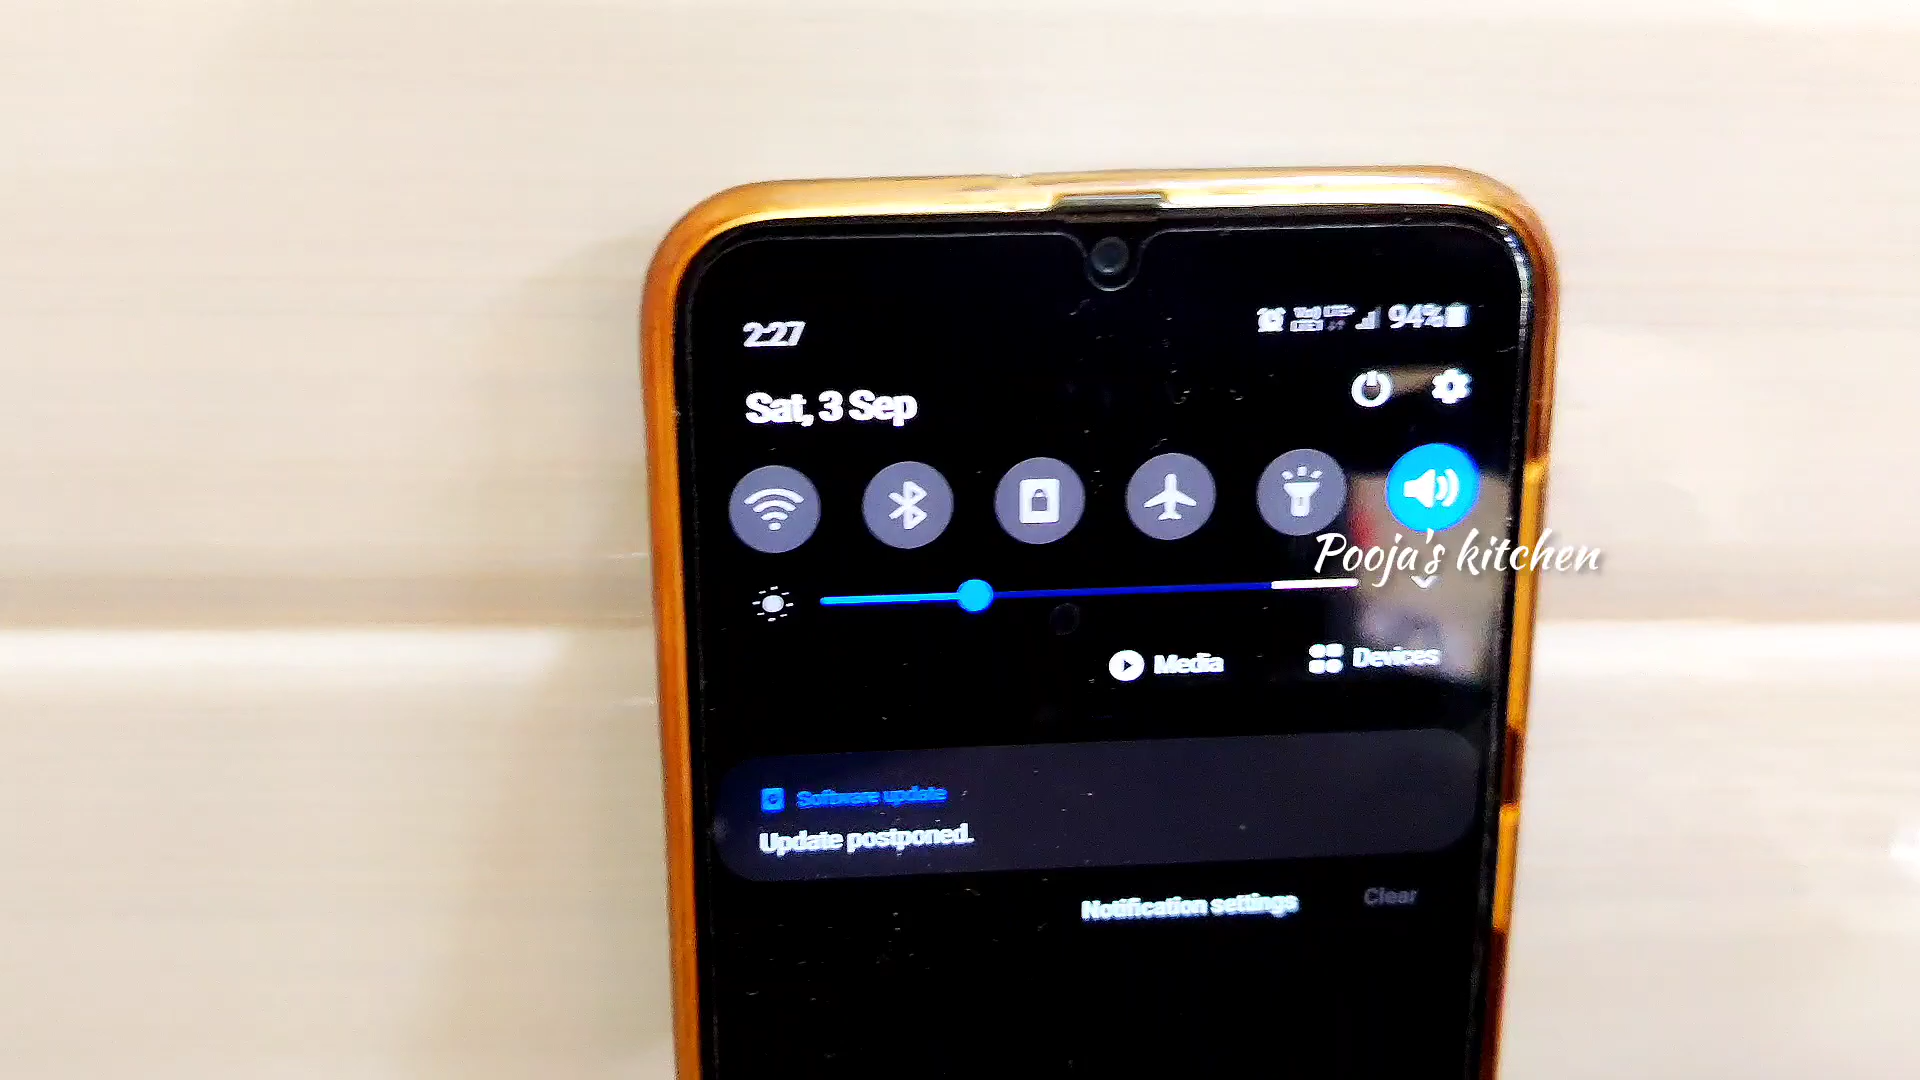 2:27
94%
Sat, 3 Sep
Pooja's kitchen
Media
Devices
Software update
Update postponed.
Notification settings
Clear